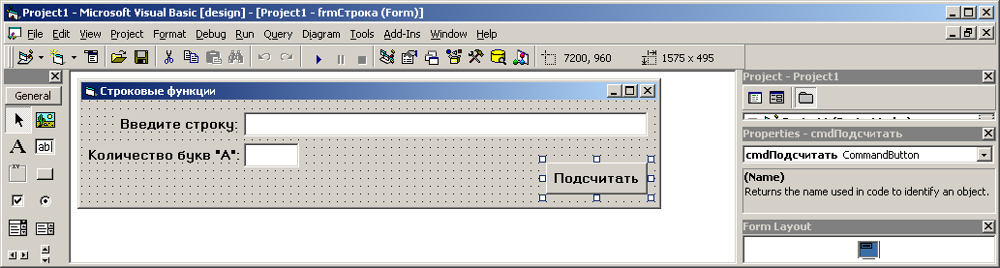 Project1 - Microsoft Visual Basic [design] - [Project1 - frmСтрока (Form)]
File Edit View Project Format Debug Run Query Diagram Tools Add-Ins Window Help
7200, 960 1575 x 495
General
Строковые функции
Введите строку:
Количество букв "А":
Подсчитать
Project - Project1
Properties - cmdПодсчитать
cmdПодсчитать CommandButton
(Name)
Returns the name used in code to identify an object.
Form Layout